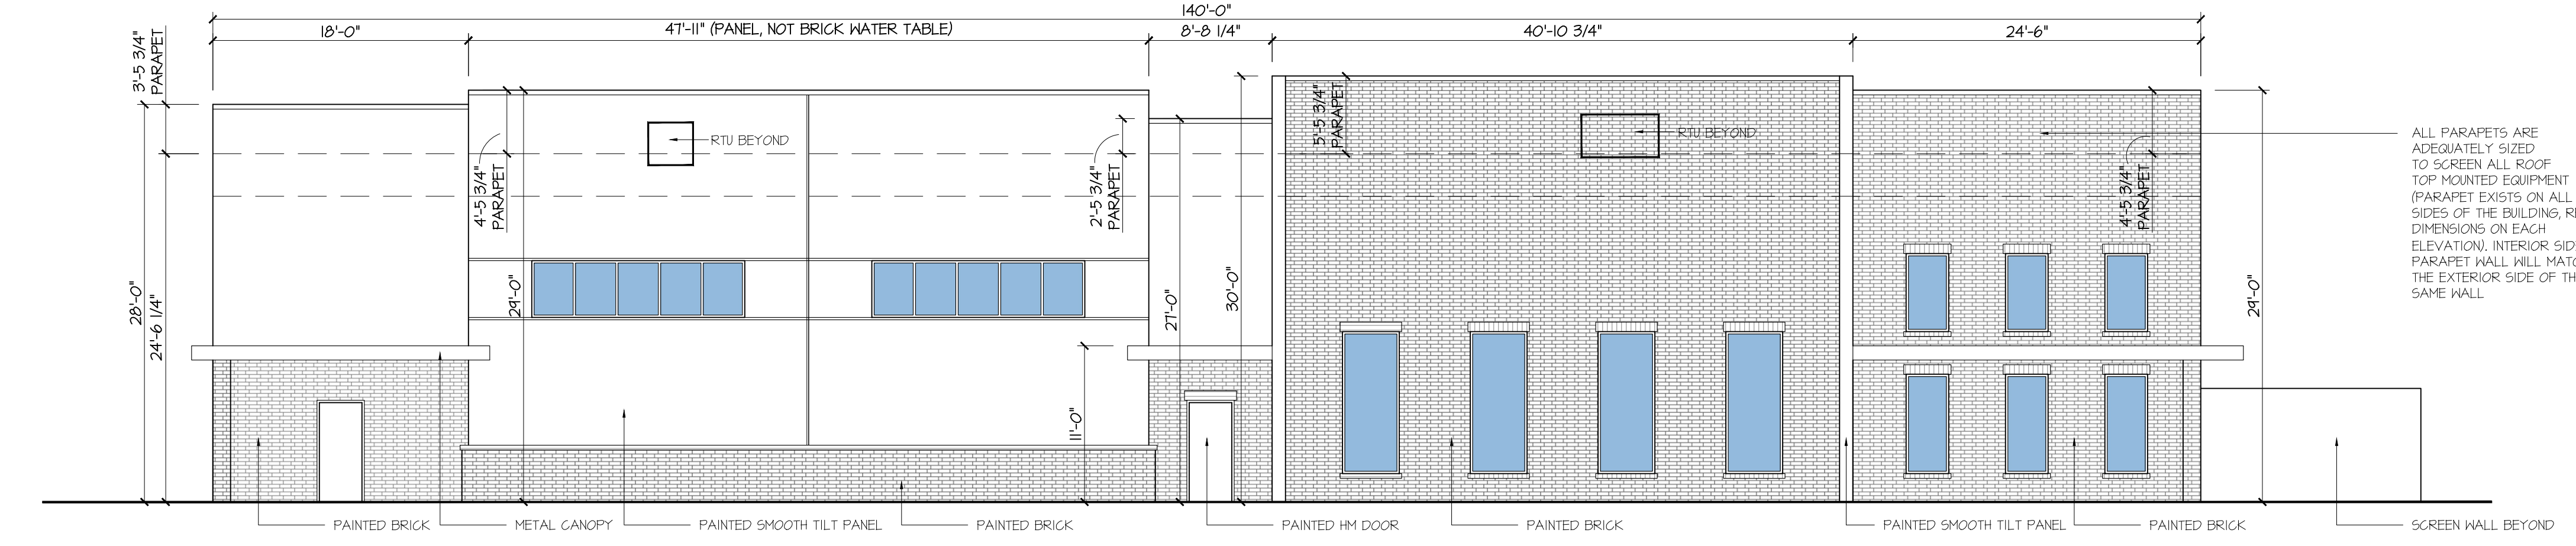 140'-0"
18'-0"
47'-11" (PANEL, NOT BRICK WATER TABLE)
8'-8 1/4"
40'-10 3/4"
24'-6"
3'-5 3/4"
PARAPET
28'-0"
24'-6 1/4"
4'-5 3/4"
PARAPET
29'-0"
RTU BEYOND
11'-0"
2'-5 3/4"
PARAPET
27'-0"
30'-0"
5'-5 3/4"
PARAPET
RTU BEYOND
4'-5 3/4"
PARAPET
29'-0"
ALL PARAPETS ARE
ADEQUATELY SIZED
TO SCREEN ALL ROOF
TOP MOUNTED EQUIPMENT
(PARAPET EXISTS ON ALL
SIDES OF THE BUILDING,
DIMENSIONS ON EACH
ELEVATION). INTERIOR
PARAPET WALL WILL
THE EXTERIOR SIDE OF
SAME WALL
PAINTED BRICK
METAL CANOPY
PAINTED SMOOTH TILT PANEL
PAINTED BRICK
PAINTED HM DOOR
PAINTED BRICK
PAINTED SMOOTH TILT PANEL
PAINTED BRICK
SCREEN WALL BEYOND